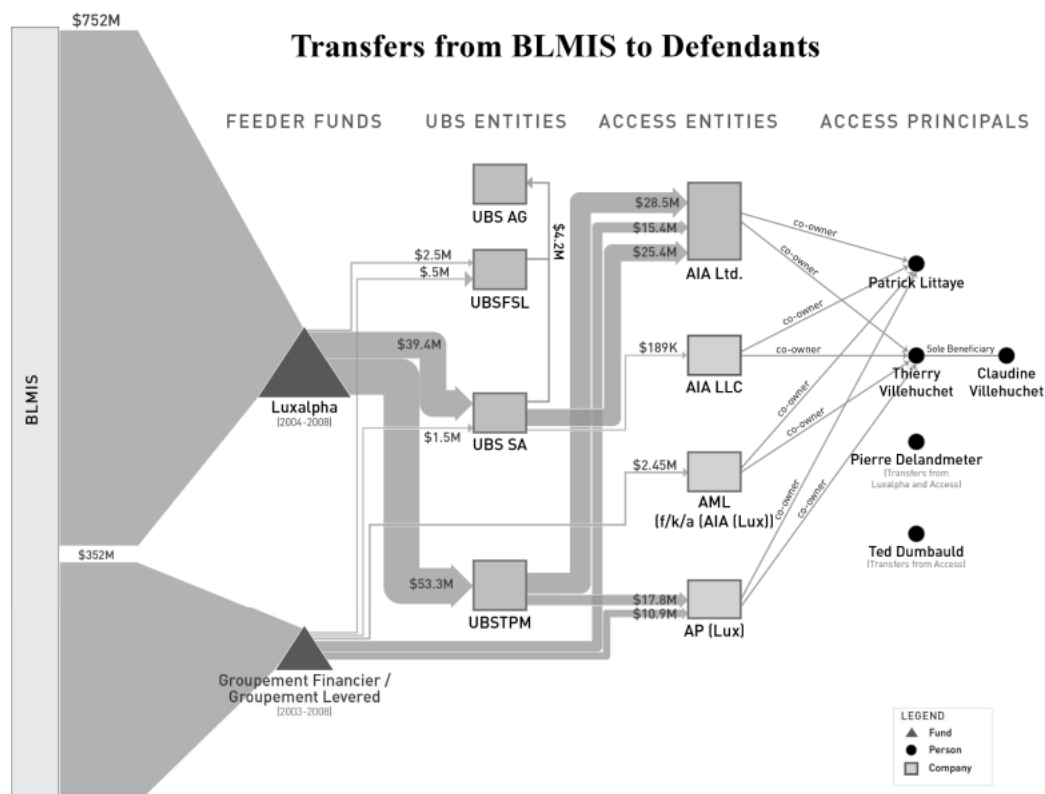 $752M
Transfers from BLMIS to Defendants
FEEDER FUNDS
UBS ENTITIES
ACCESS ENTITIES
ACCESS PRINCIPALS
BLMIS
$352M
Luxalpha
(2004-2008)
Groupement Financier /
Groupement Levered
(2003-2008)
$2.5M
$.5M
$39.4M
$1.5M
$53.3M
UBS AG
$4.2M
UBSFSL
UBS SA
UBSTPM
$28.5M
$15.4M
$25.4M
$189K
$2.45M
$17.8M
$10.9M
AIA Ltd.
AIA LLC
AML
(f/k/a (AIA (Lux))
AP (Lux)
co-owner
co-owner
co-owner
co-owner
co-owner
co-owner
co-owner
co-owner
Patrick Littaye
Sole Beneficiary
Thierry
Villehuchet
Claudine
Villehuchet
Pierre Delandmeter
(Transfers from
Luxalpha and Access)
Ted Dumbauld
(Transfers from Access)
LEGEND
Fund
Person
Company